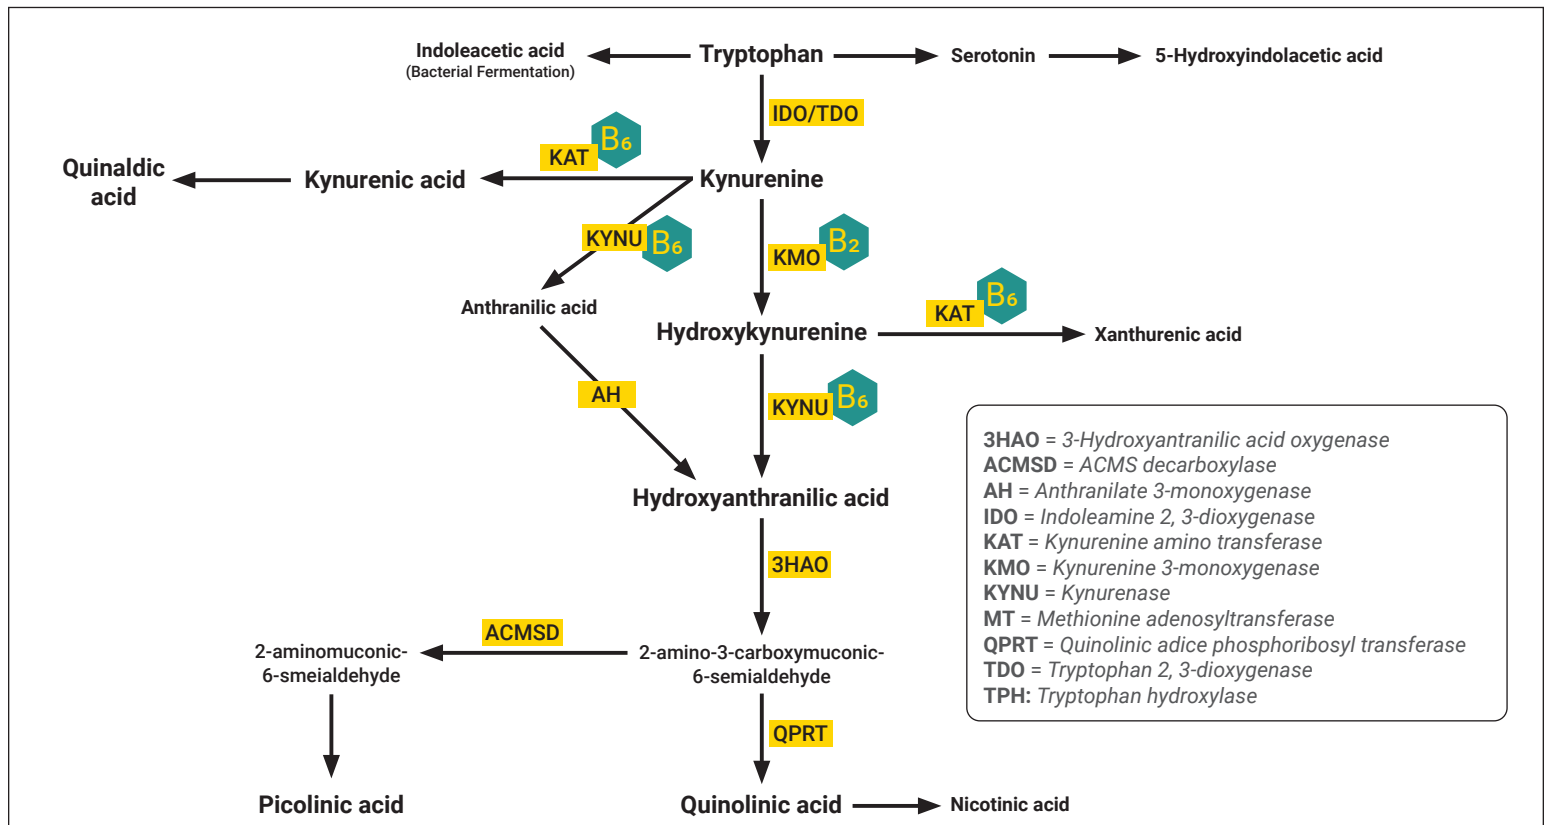 Indoleacetic acid
(Bacterial Fermentation)
Tryptophan
Serotonin
5-Hydroxyindolacetic acid
IDO/TDO
Quinaldic
acid
Kynurenic acid
KAT
B₆
Kynurenine
KYNU
B₆
KMO
B₂
Anthranilic acid
Hydroxykynurenine
KAT
B₆
Xanthurenic acid
AH
KYNU
B₆
Hydroxyanthranilic acid
3HAO
2-aminomuconic-
6-smeialdehyde
ACMSD
2-amino-3-carboxymuconic-
6-semialdehyde
QPRT
Picolinic acid
Quinolinic acid
Nicotinic acid
3HAO = 3-Hydroxyantranilic acid oxygenase
ACMSD = ACMS decarboxylase
AH = Anthranilate 3-monoxygenase
IDO = Indoleamine 2, 3-dioxygenase
KAT = Kynurenine amino transferase
KMO = Kynurenine 3-monoxygenase
KYNU = Kynurenase
MT = Methionine adenosyltransferase
QPRT = Quinolinic adice phosphoribosyl transferase
TDO = Tryptophan 2, 3-dioxygenase
TPH: Tryptophan hydroxylase